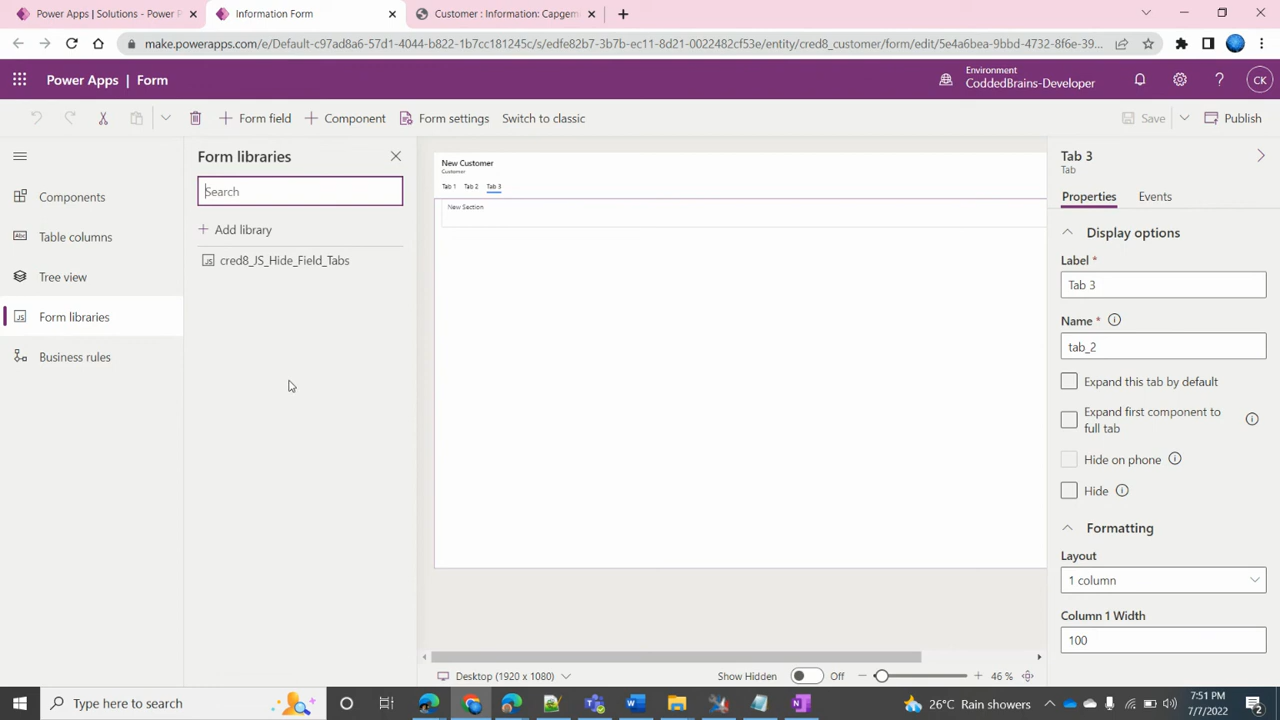 Power Apps | Solutions - Power P
Information Form
Customer : Information: Capgem
make.powerapps.com/e/Default-c97ad8a6-57d1-4044-b822-1b7cc181245c/s/edfe82b7-3b7b-ec11-8d21-0022482cf53e/entity/cred8_customer/form/edit/5e4a6bea-9bbd-4732-8f6e-39...
Power Apps | Form
Environment
CoddedBrains-Developer
CK
Form field
Component
Form settings
Switch to classic
Save
Publish
Components
Table columns
Tree view
Form libraries
Business rules
Form libraries
Search
Add library
cred8_JS_Hide_Field_Tabs
New Customer
Customer
Tab 1 Tab 2 Tab 3
New Section
Tab 3
Tab
Properties Events
Display options
Label *
Tab 3
Name *
tab_2
Expand this tab by default
Expand first component to
full tab
Hide on phone
Hide
Formatting
Layout
1 column
Column 1 Width
100
Desktop (1920 x 1080)
Show Hidden Off
46 %
Type here to search
26°C Rain showers
7:51 PM
7/7/2022
2